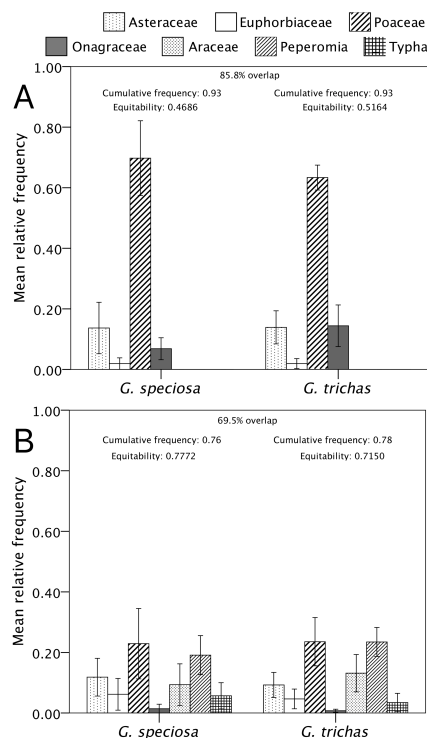 Asteraceae Euphorbiaceae Poaceae
Onagraceae Araceae Peperomia Typha
A
85.8% overlap
Cumulative frequency: 0.93 Cumulative frequency: 0.93
Equitability: 0.4686 Equitability: 0.5164
Mean relative frequency
1.00
0.80
0.60
0.40
0.20
0.00
G. speciosa G. trichas
B
69.5% overlap
Cumulative frequency: 0.76 Cumulative frequency: 0.78
Equitability: 0.7772 Equitability: 0.7150
Mean relative frequency
1.00
0.80
0.60
0.40
0.20
0.00
G. speciosa G. trichas